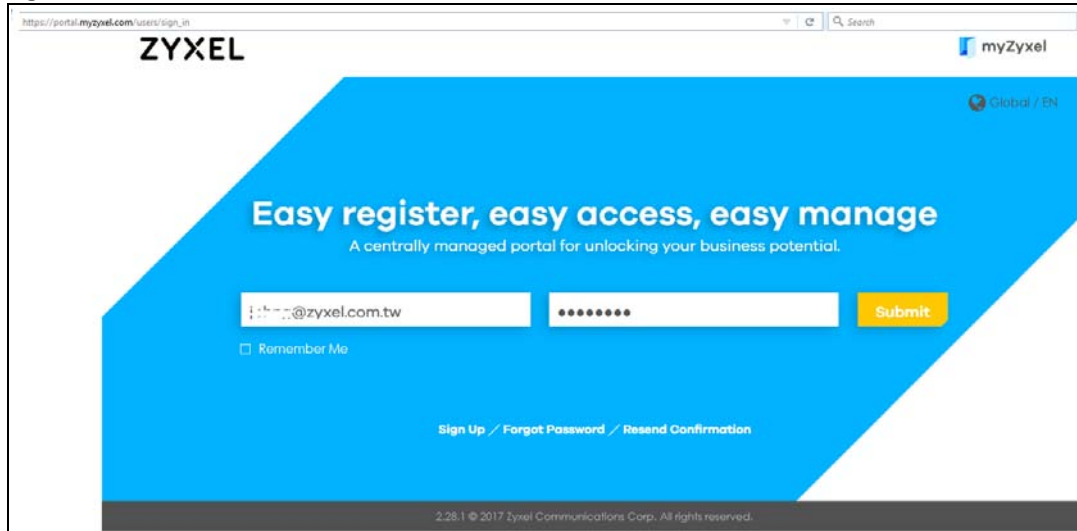 https://portal.myzyxel.com/users/sign_in
Search
ZYXEL
myZyxel
Global / EN
Easy register, easy access, easy manage
A centrally managed portal for unlocking your business potential.
@zyxel.com.tw
Submit
Remember Me
Sign Up / Forgot Password / Resend Confirmation
2.28.1 © 2017 Zyxel Communications Corp. All rights reserved.